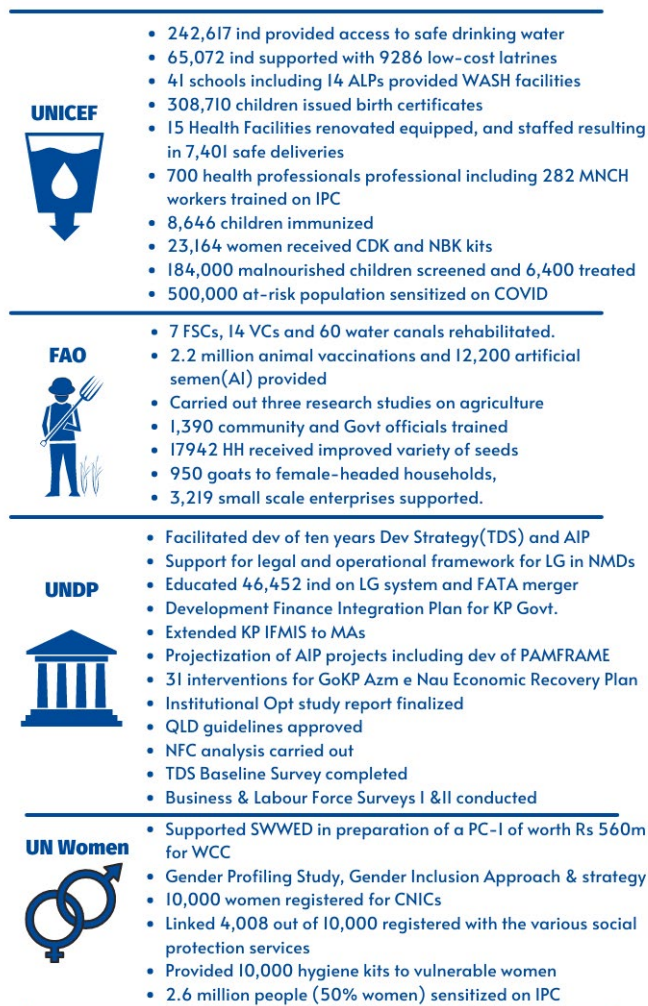 UNICEF
• 242,617 ind provided access to safe drinking water
• 65,072 ind supported with 9286 low-cost latrines
• 41 schools including 14 ALPs provided WASH facilities
• 308,710 children issued birth certificates
• 15 Health Facilities renovated equipped, and staffed resulting
in 7,401 safe deliveries
• 700 health professionals professional including 282 MNCH
workers trained on IPC
• 8,646 children immunized
• 23,164 women received CDK and NBK kits
• 184,000 malnourished children screened and 6,400 treated
• 500,000 at-risk population sensitized on COVID
FAO
• 7 FSCs, 14 VCs and 60 water canals rehabilitated.
• 2.2 million animal vaccinations and 12,200 artificial
semen(AI) provided
• Carried out three research studies on agriculture
• 1,390 community and Govt officials trained
• 17942 HH received improved variety of seeds
• 950 goats to female-headed households,
• 3,219 small scale enterprises supported.
UNDP
• Facilitated dev of ten years Dev Strategy(TDS) and AIP
• Support for legal and operational framework for LG in NMDs
• Educated 46,452 ind on LG system and FATA merger
• Development Finance Integration Plan for KP Govt.
• Extended KP IFMIS to MAs
• Projectization of AIP projects including dev of PAMFRAME
• 31 interventions for GoKP Azm e Nau Economic Recovery Plan
• Institutional Opt study report finalized
• QLD guidelines approved
• NFC analysis carried out
• TDS Baseline Survey completed
• Business & Labour Force Surveys I &II conducted
UN Women
• Supported SWWED in preparation of a PC-I of worth Rs 560m
for WCC
• Gender Profiling Study, Gender Inclusion Approach & strategy
• 10,000 women registered for CNICs
• Linked 4,008 out of 10,000 registered with the various social
protection services
• Provided 10,000 hygiene kits to vulnerable women
• 2.6 million people (50% women) sensitized on IPC